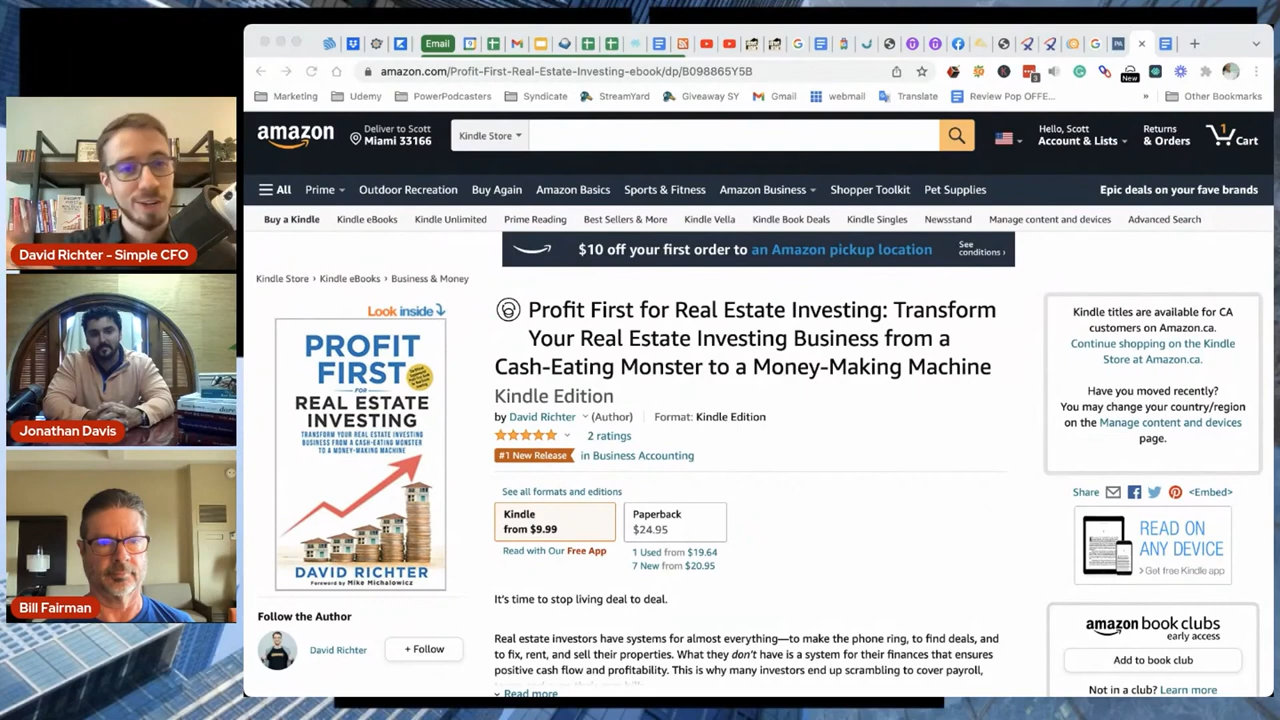 David Richter - Simple CFO
Jonathan Davis
Bill Fairman
Email
amazon.com/Profit-First-Real-Estate-Investing-ebook/dp/B098865Y5B
New
3
Marketing Udemy PowerPodcasters Syndicate StreamYard Giveaway SY Gmail webmail Translate Review Pop OFFE... » Other Bookmarks
amazon
Deliver to Scott
Miami 33166
Kindle Store
Hello, Scott
Account & Lists
Returns
& Orders
1
Cart
All Prime Outdoor Recreation Buy Again Amazon Basics Sports & Fitness Amazon Business Shopper Toolkit Pet Supplies Epic deals on your fave brands
Buy a Kindle Kindle eBooks Kindle Unlimited Prime Reading Best Sellers & More Kindle Vella Kindle Book Deals Kindle Singles Newsstand Manage content and devices Advanced Search
$10 off your first order to an Amazon pickup location
See
conditions ›
Kindle Store › Kindle eBooks › Business & Money
Look inside
PROFIT
FIRST
FOR
REAL ESTATE
INVESTING
TRANSFORM YOUR REAL ESTATE INVESTING
BUSINESS FROM A CASH-EATING MONSTER
TO A MONEY-MAKING MACHINE
DAVID RICHTER
Foreword by Mike Michalowicz
Follow the Author
David Richter
+ Follow
Profit First for Real Estate Investing: Transform
Your Real Estate Investing Business from a
Cash-Eating Monster to a Money-Making Machine
Kindle Edition
by David Richter (Author) Format: Kindle Edition
2 ratings
#1 New Release in Business Accounting
See all formats and editions
Kindle
from $9.99
Paperback
$24.95
Read with Our Free App
1 Used from $19.64
7 New from $20.95
It's time to stop living deal to deal.
Real estate investors have systems for almost everything—to make the phone ring, to find deals, and
to fix, rent, and sell their properties. What they don't have is a system for their finances that ensures
positive cash flow and profitability. This is why many investors end up scrambling to cover payroll,
Read more
Kindle titles are available for CA
customers on Amazon.ca.
Continue shopping on the Kindle
Store at Amazon.ca.
Have you moved recently?
You may change your country/region
on the Manage content and devices
page.
Share <Embed>
READ ON
ANY DEVICE
› Get free Kindle app
amazon book clubs
early access
Add to book club
Not in a club? Learn more